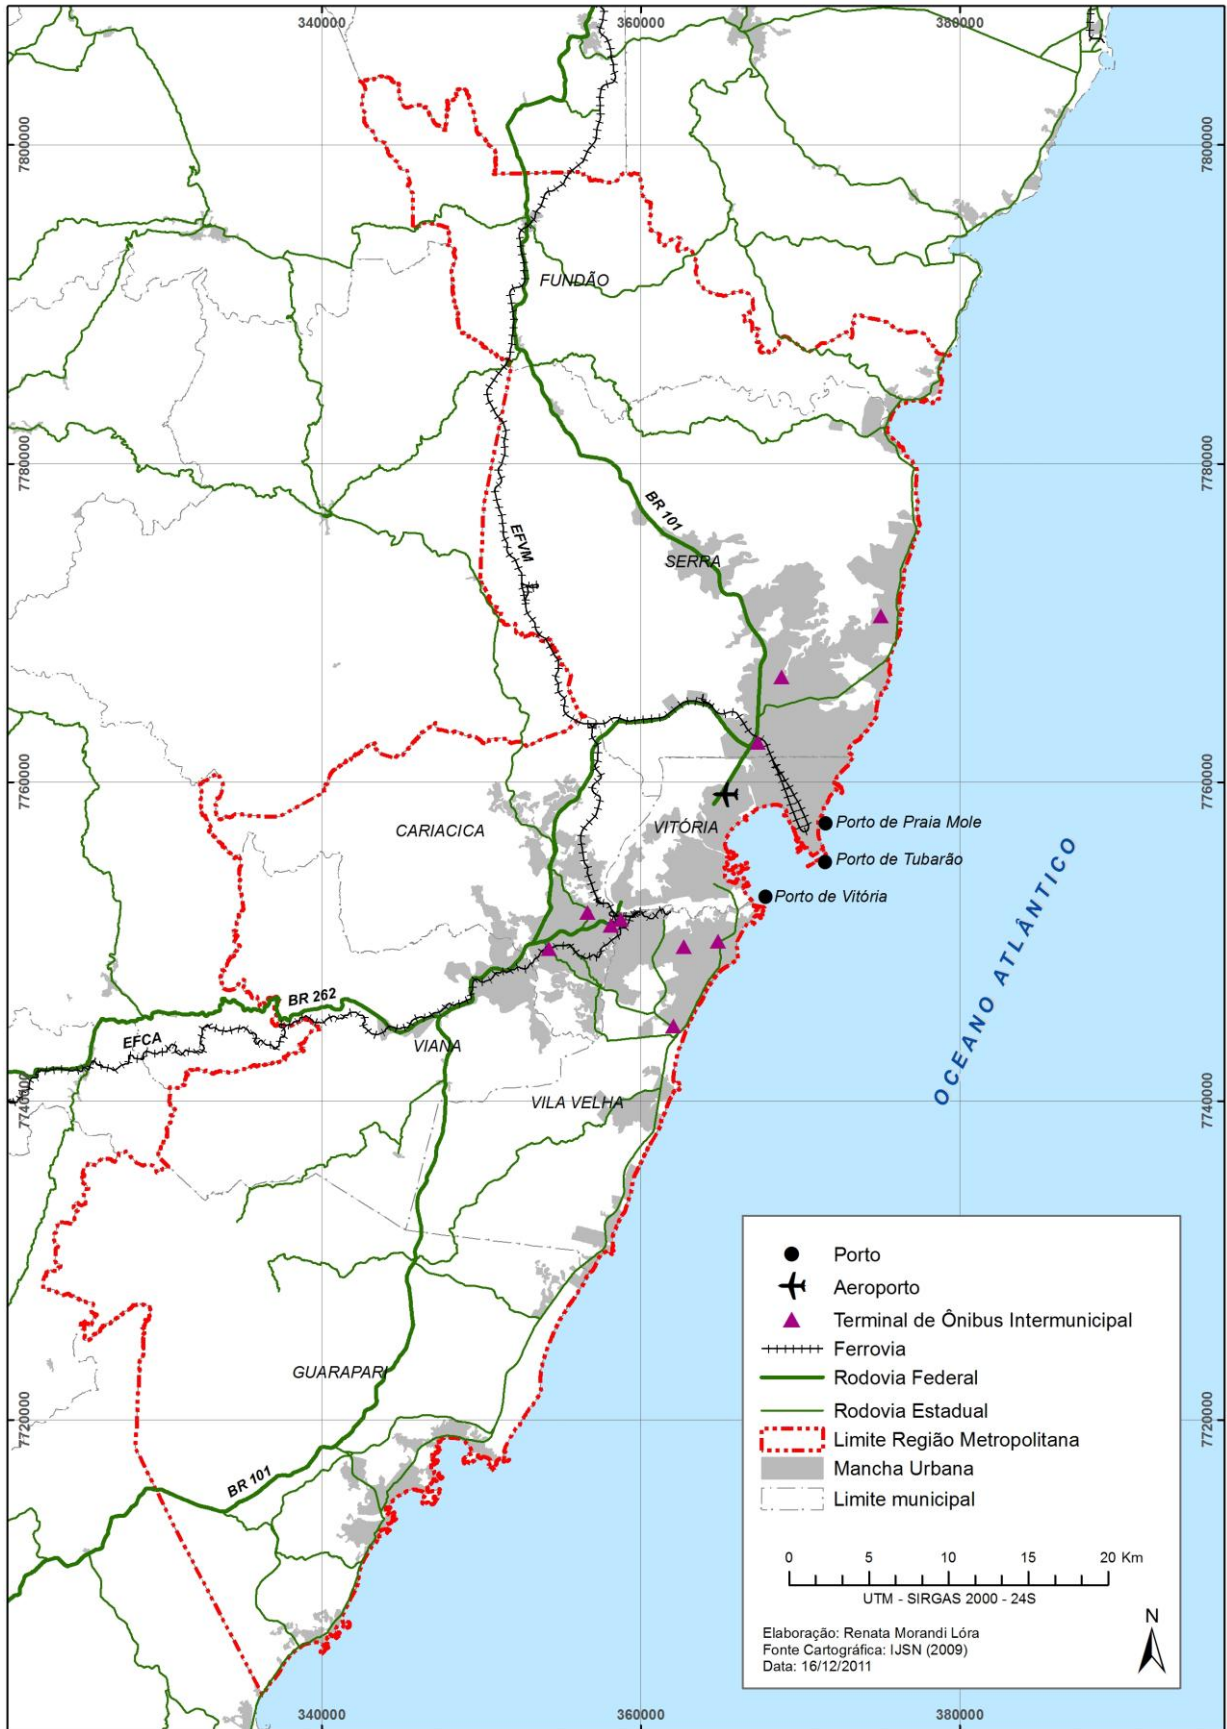 340000
360000
380000
7800000
7800000
FUNDÃO
7780000
7780000
BR 101
EFVM
SERRA
7760000
7760000
CARIACICA
VITÓRIA
Porto de Praia Mole
Porto de Tubarão
Porto de Vitória
OCEANO ATLÂNTICO
BR 262
EFCA
VIANA
VILA VELHA
7740000
7740000
GUARAPARI
7720000
7720000
BR 101
Porto
Aeroporto
Terminal de Ônibus Intermunicipal
Ferrovia
Rodovia Federal
Rodovia Estadual
Limite Região Metropolitana
Mancha Urbana
Limite municipal
0 5 10 15 20 Km
UTM - SIRGAS 2000 - 24S
Elaboração: Renata Morandi Lóra
Fonte Cartográfica: IJSN (2009)
Data: 16/12/2011
N
340000
360000
380000